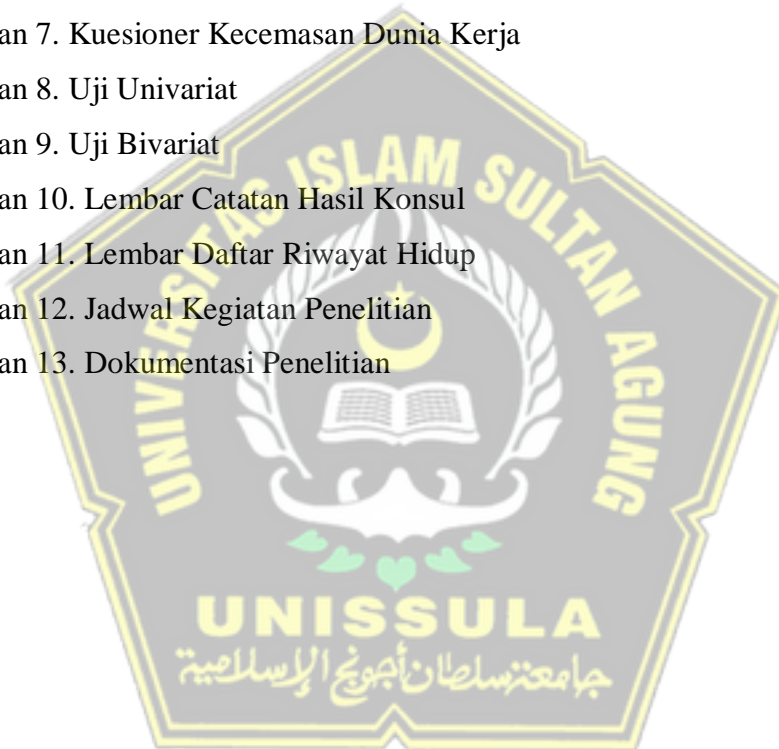 an 7. Kuesioner Kecemasan Dunia Kerja
an 8. Uji Univariat
an 9. Uji Bivariat
an 10. Lembar Catatan Hasil Konsul
an 11. Lembar Daftar Riwayat Hidup
an 12. Jadwal Kegiatan Penelitian
an 13. Dokumentasi Penelitian
UNIVERSITAS ISLAM SULTAN AGUNG
UNISSULA
جامعتنسلطان أجونج الإسلامية